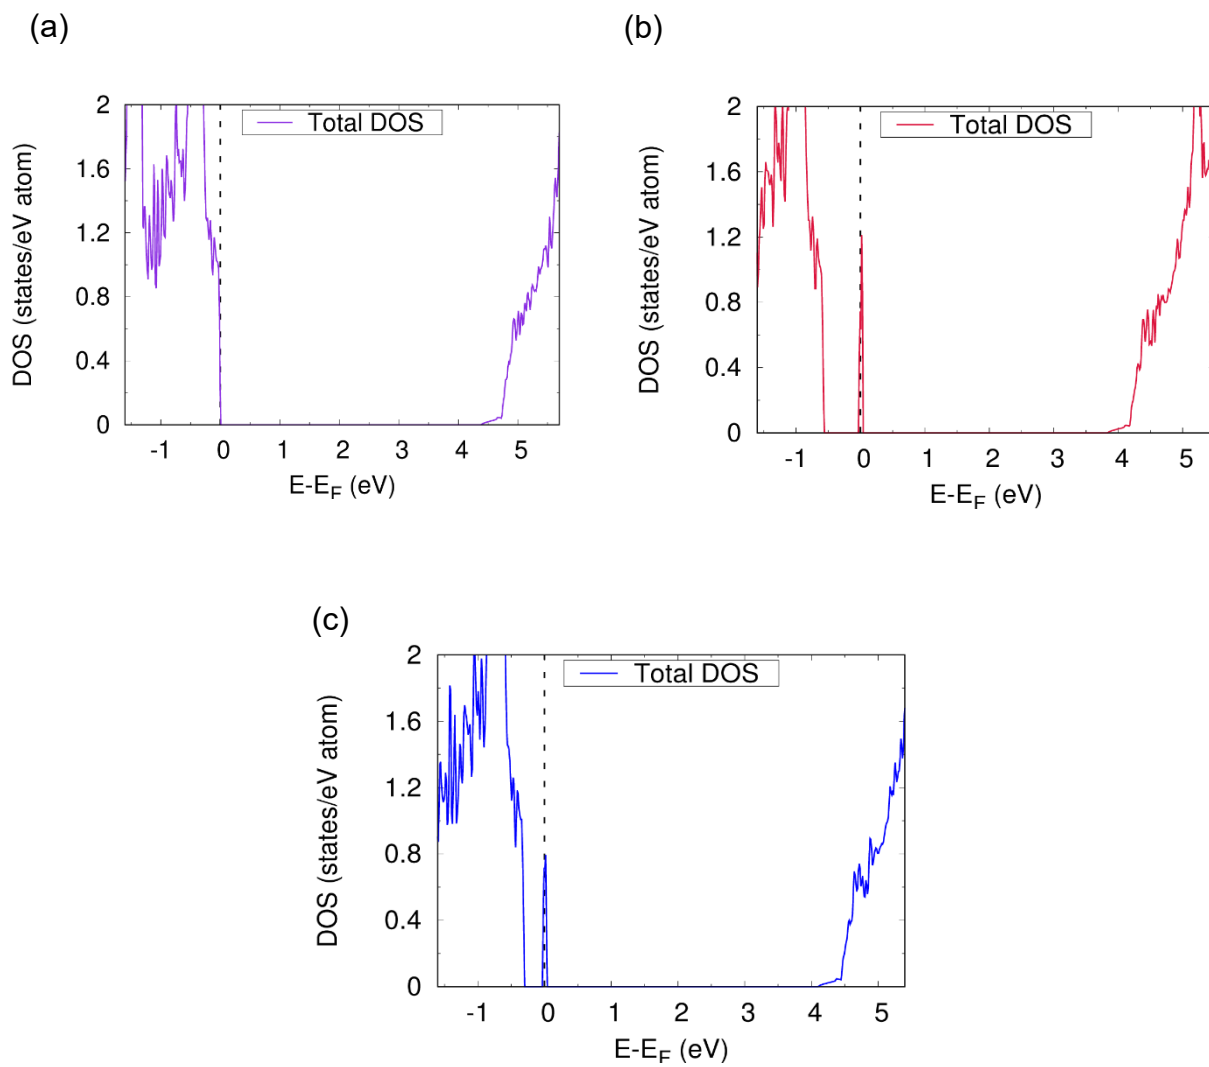 (a)
Total DOS
DOS (states/eV atom)
2
1.6
1.2
0.8
0.4
0
-1 0 1 2 3 4 5
E-EF (eV)
(b)
Total DOS
DOS (states/eV atom)
2
1.6
1.2
0.8
0.4
0
-1 0 1 2 3 4 5
E-EF (eV)
(c)
Total DOS
DOS (states/eV atom)
2
1.6
1.2
0.8
0.4
0
-1 0 1 2 3 4 5
E-EF (eV)